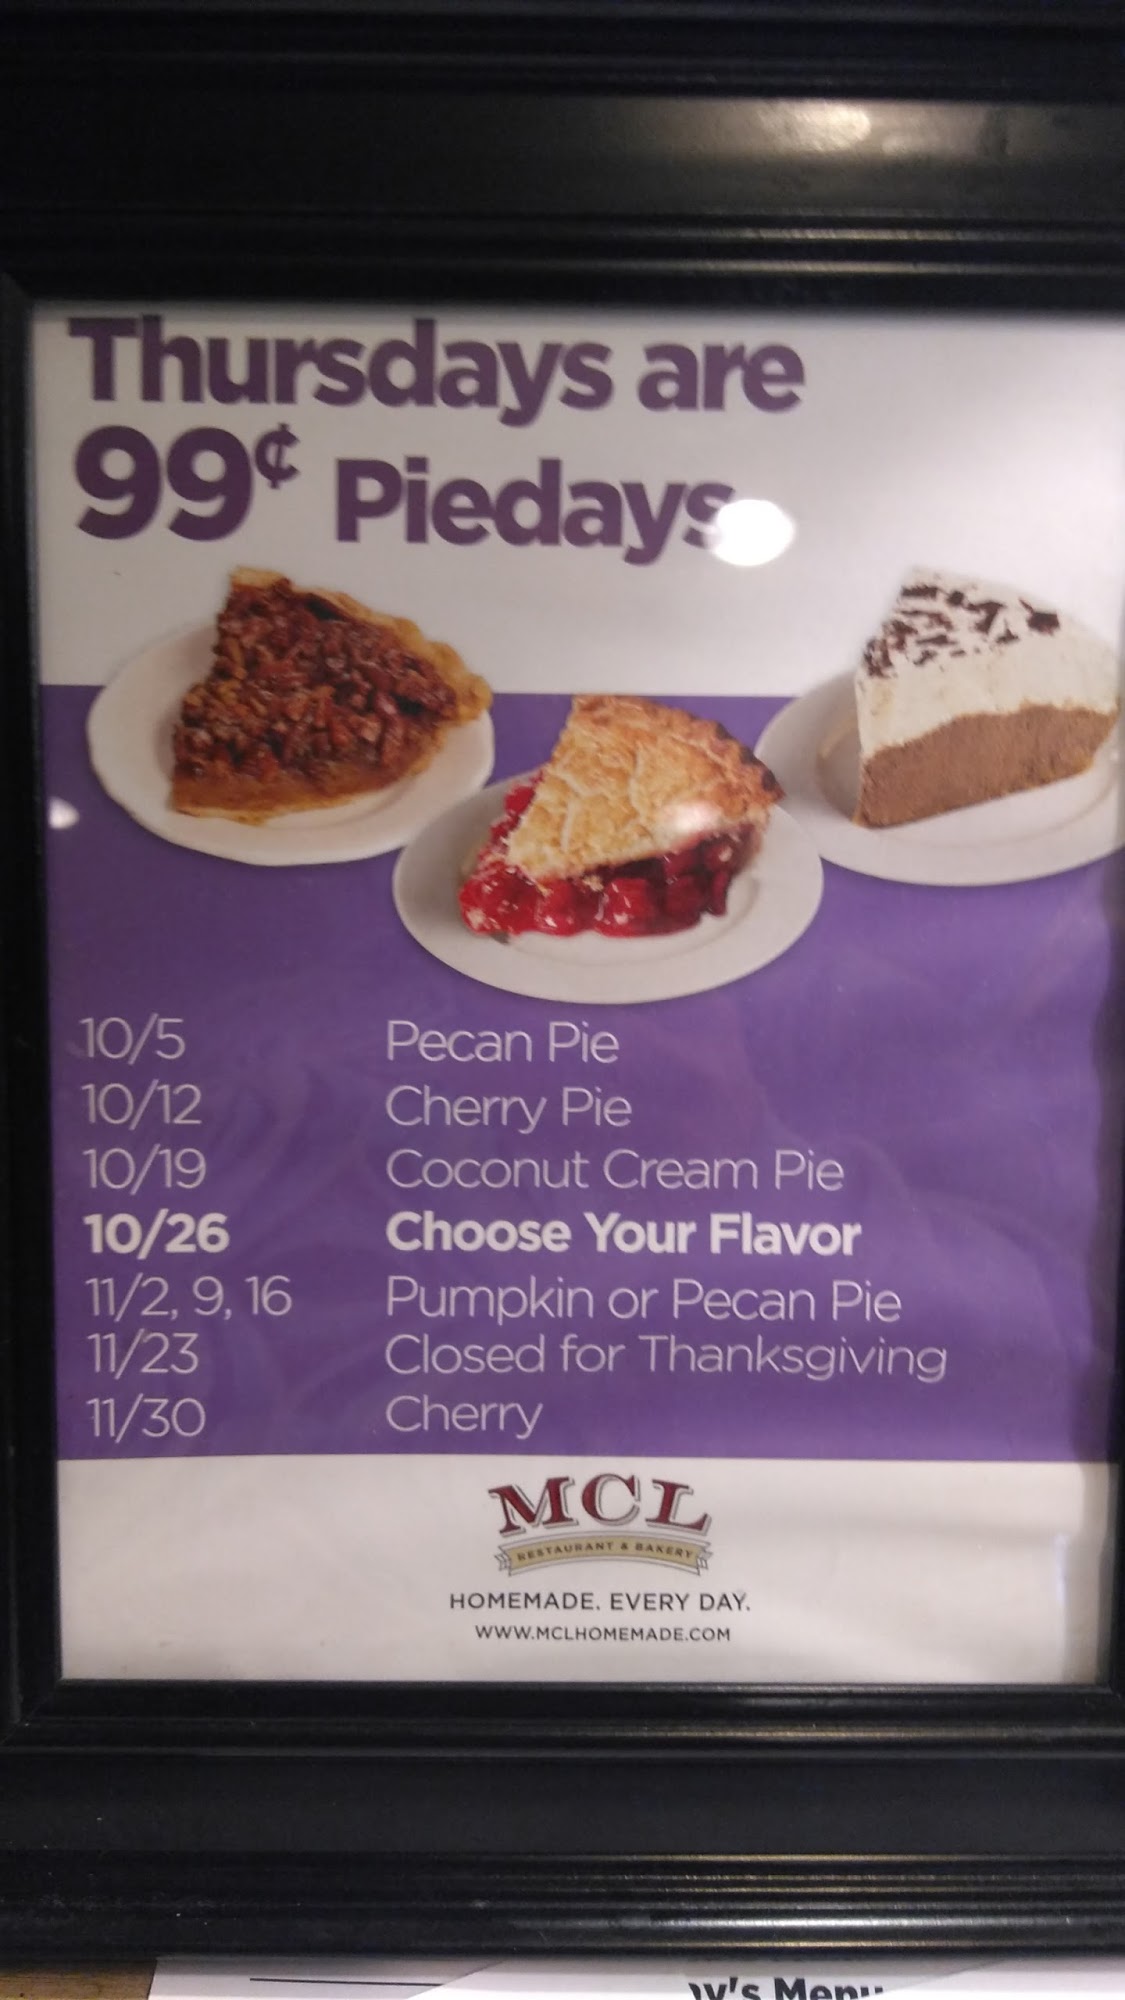 Thursdays are
99¢ Piedays
10/5 Pecan Pie
10/12 Cherry Pie
10/19 Coconut Cream Pie
10/26 Choose Your Flavor
11/2, 9, 16 Pumpkin or Pecan Pie
11/23 Closed for Thanksgiving
11/30 Cherry
MCL
RESTAURANT & BAKERY
HOMEMADE. EVERY DAY.
WWW.MCLHOMEMADE.COM
Menu